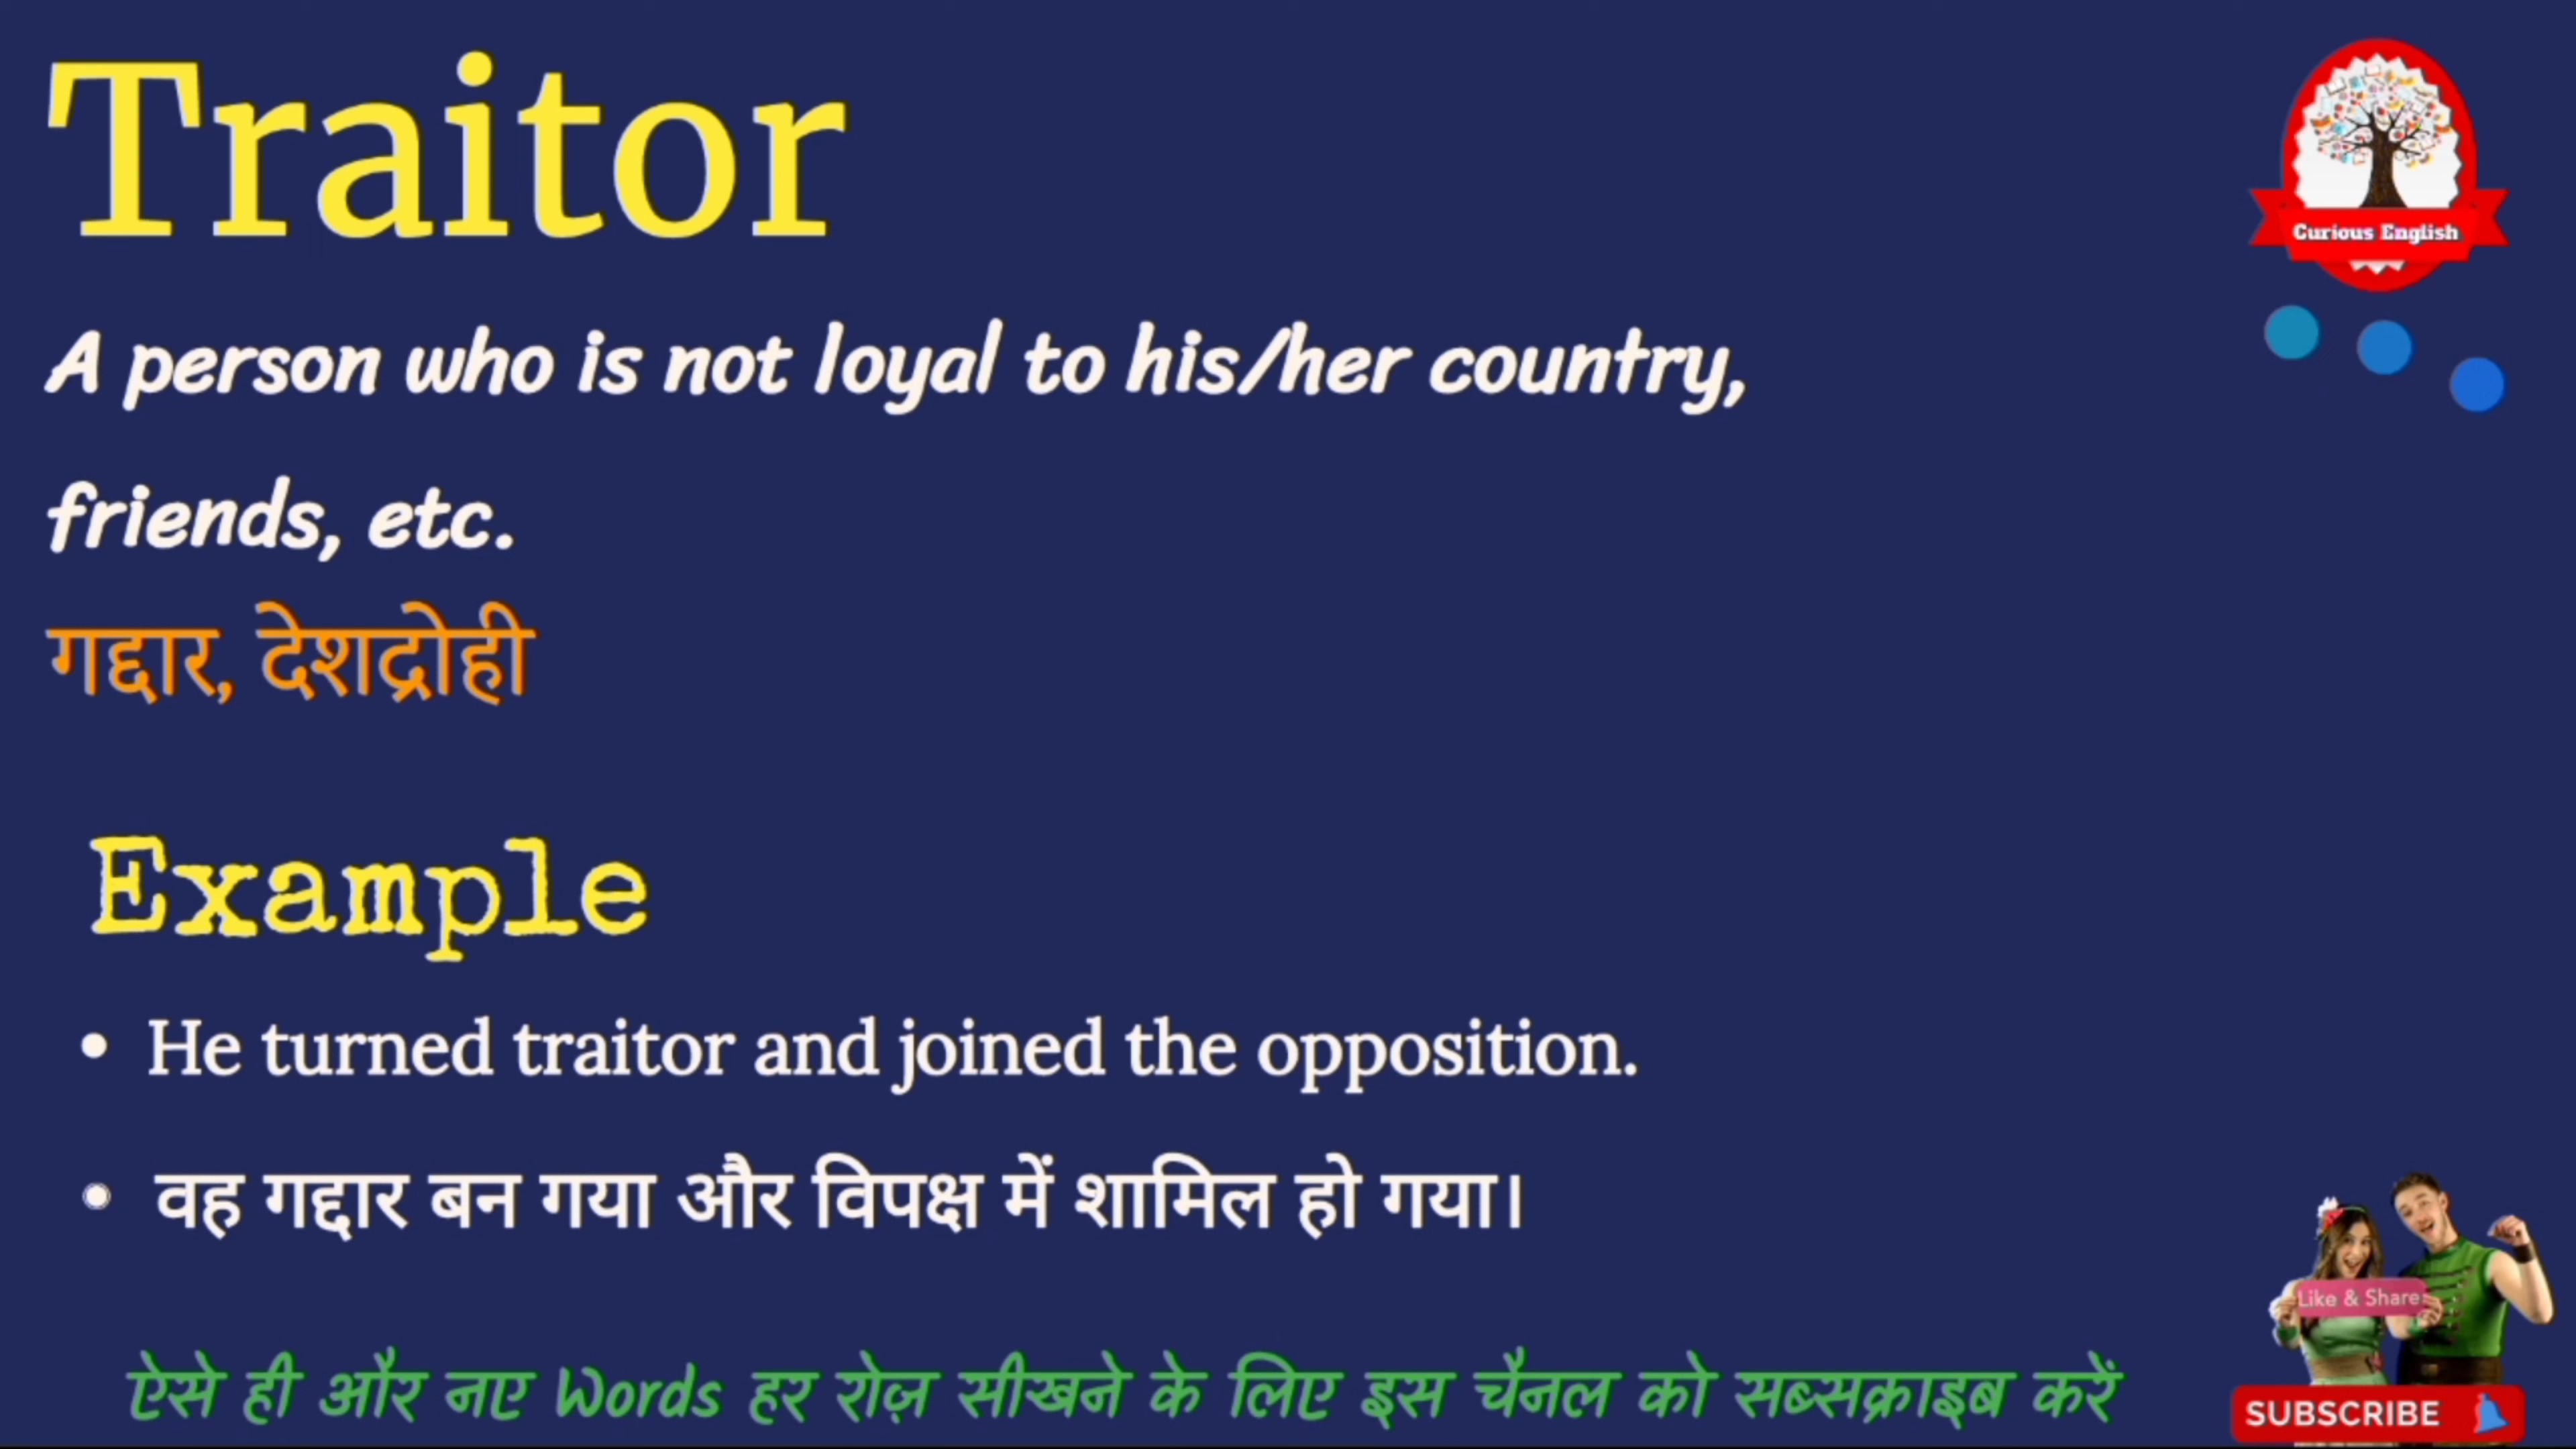 Traitor
Curious English
A person who is not loyal to his/her country,
friends, etc.
गद्दार, देशद्रोही
Example
• He turned traitor and joined the opposition.
• वह गद्दार बन गया और विपक्ष में शामिल हो गया।
Like & Share
ऐसे ही और नए Words हर रोज़ सीखने के लिए इस चैनल को सब्सक्राइब करें
SUBSCRIBE